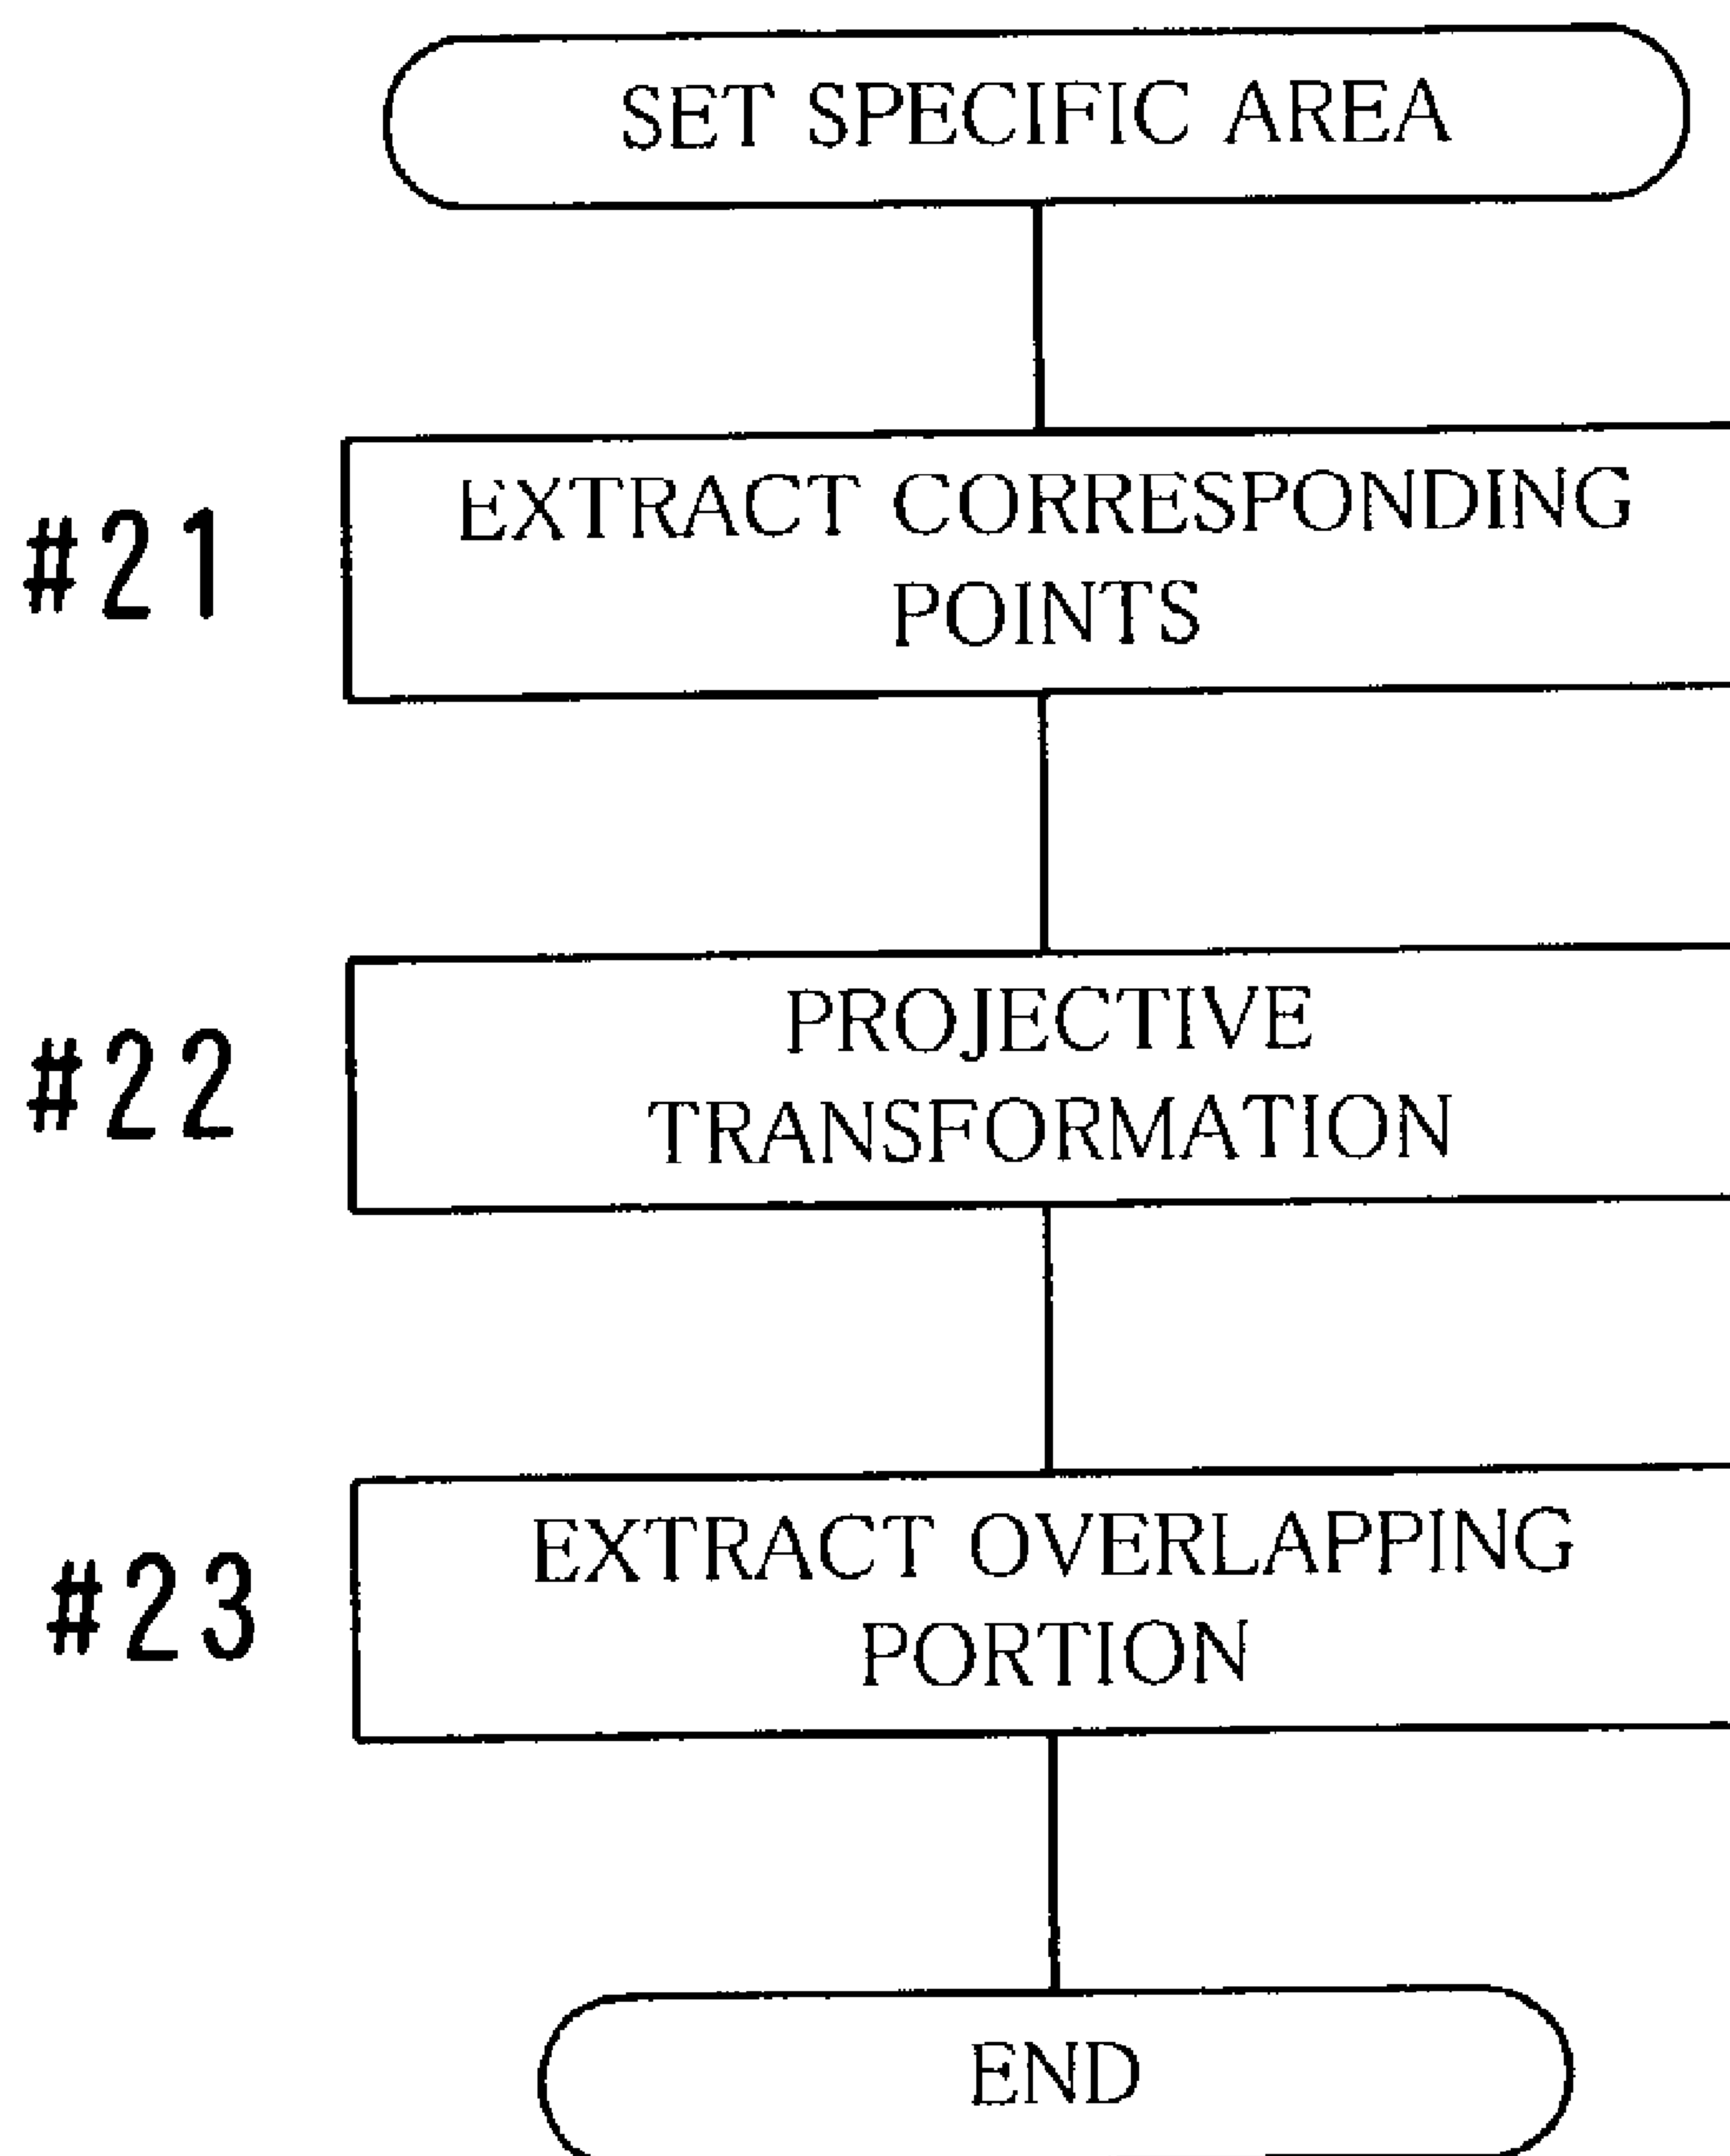 SET SPECIFIC AREA
#21
EXTRACT CORRESPONDING
POINTS
#22
PROJECTIVE
TRANSFORMATION
#23
EXTRACT OVERLAPPING
PORTION
END